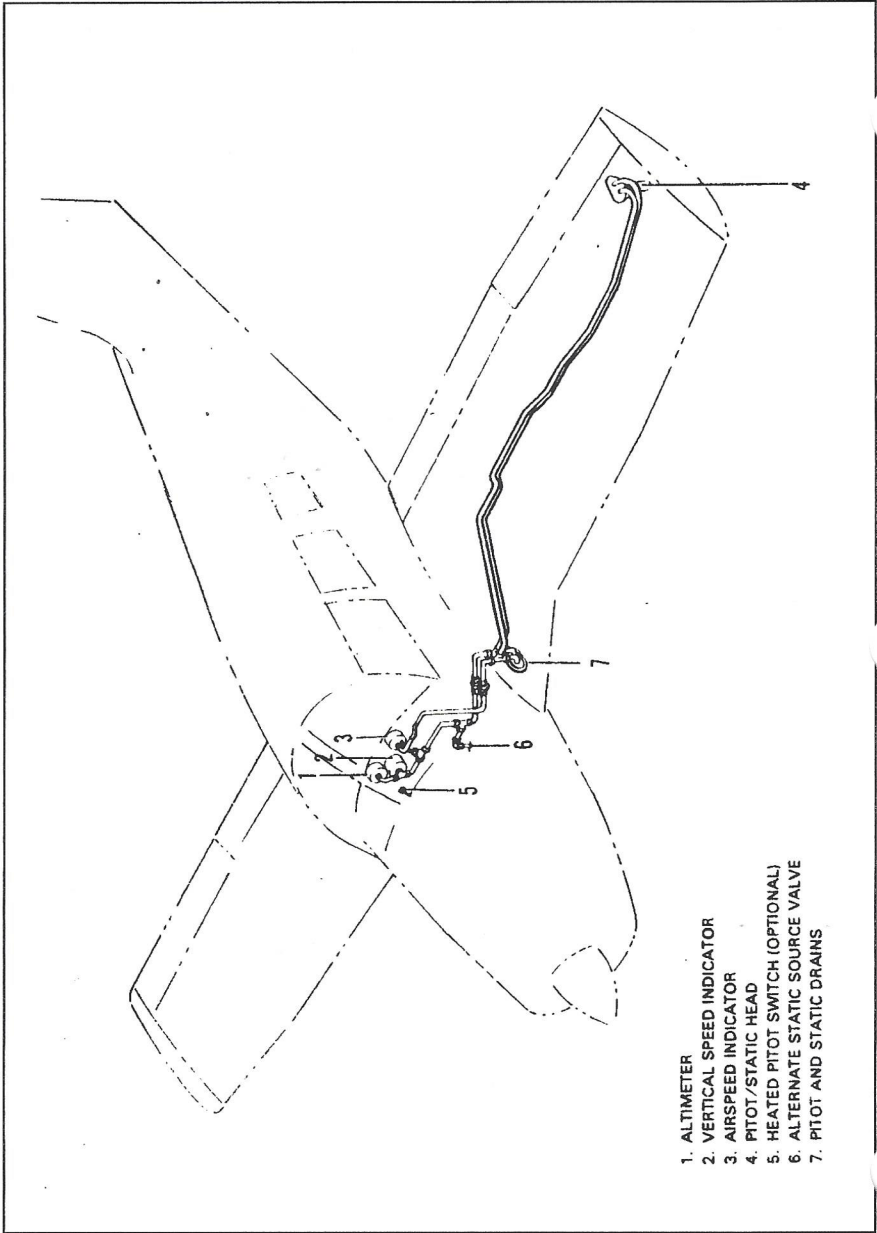 1
2
3
4
5
6
7
1. ALTIMETER
2. VERTICAL SPEED INDICATOR
3. AIRSPEED INDICATOR
4. PITOT/STATIC HEAD
5. HEATED PITOT SWITCH (OPTIONAL)
6. ALTERNATE STATIC SOURCE VALVE
7. PITOT AND STATIC DRAINS